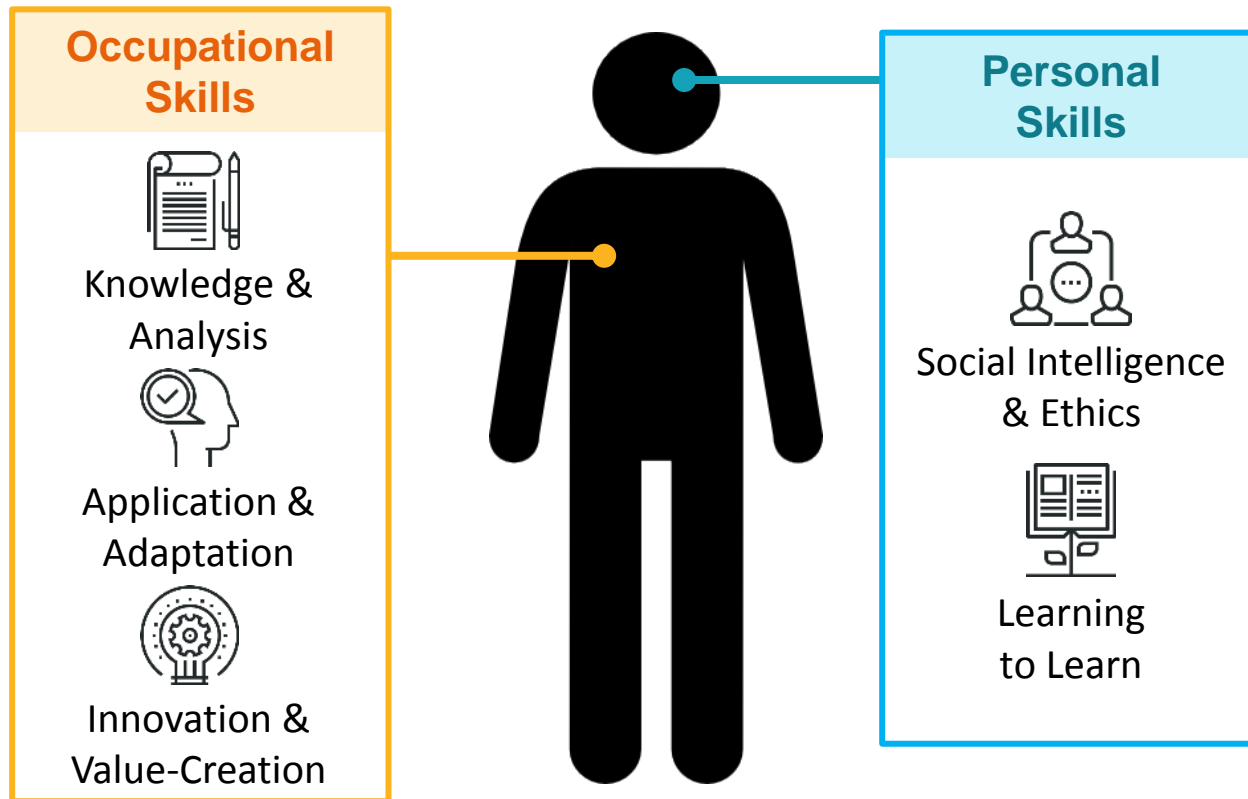 Occupational
Skills
Knowledge &
Analysis
Application &
Adaptation
Innovation &
Value-Creation
Personal
Skills
Social Intelligence
& Ethics
Learning
to Learn